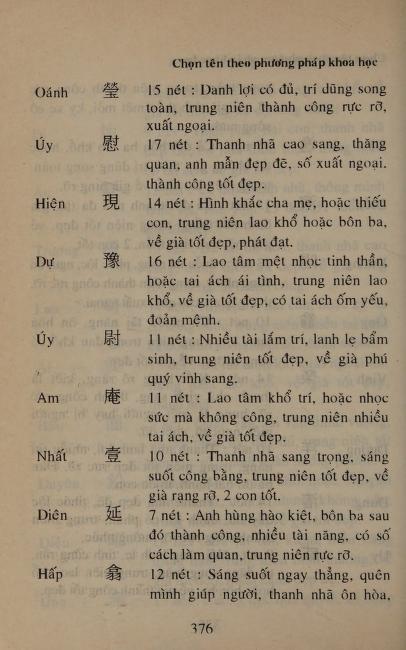 Chọn tên theo phương pháp khoa học
Oánh 瑩 15 nét : Danh lợi có đủ, trí dũng song
toàn, trung niên thành công rực rỡ,
xuất ngoại.
Úy 慰 17 nét : Thanh nhã cao sang, thăng
quan, anh mẫn đẹp đẽ, số xuất ngoại.
thành công tốt đẹp.
Hiện 現 14 nét : Hình khắc cha mẹ, hoặc thiếu
con, trung niên lao khổ hoặc bôn ba,
về già tốt đẹp, phát đạt.
Dự 豫 16 nét : Lao tâm mệt nhọc tinh thần,
hoặc tai ách ái tình, trung niên lao
khổ, về già tốt đẹp, có tai ách ốm yếu,
đoản mệnh.
Úy 尉 11 nét : Nhiều tài lắm trí, lanh lẹ bẩm
sinh, trung niên tốt đẹp, về già phú
quý vinh sang.
Am 庵 11 nét : Lao tâm khổ trí, hoặc nhọc
sức mà không công, trung niên nhiều
tai ách, về già tốt đẹp.
Nhất 壹 10 nét : Thanh nhã sang trọng, sáng
suốt công bằng, trung niên tốt đẹp, về
già rạng rỡ, 2 con tốt.
Diên 延 7 nét : Anh hùng hào kiệt, bôn ba sau
đó thành công, nhiều tài năng, có số
cách làm quan, trung niên rực rỡ.
Hấp 翕 12 nét : Sáng suốt ngay thẳng, quên
mình giúp người, thanh nhã ôn hòa,
376